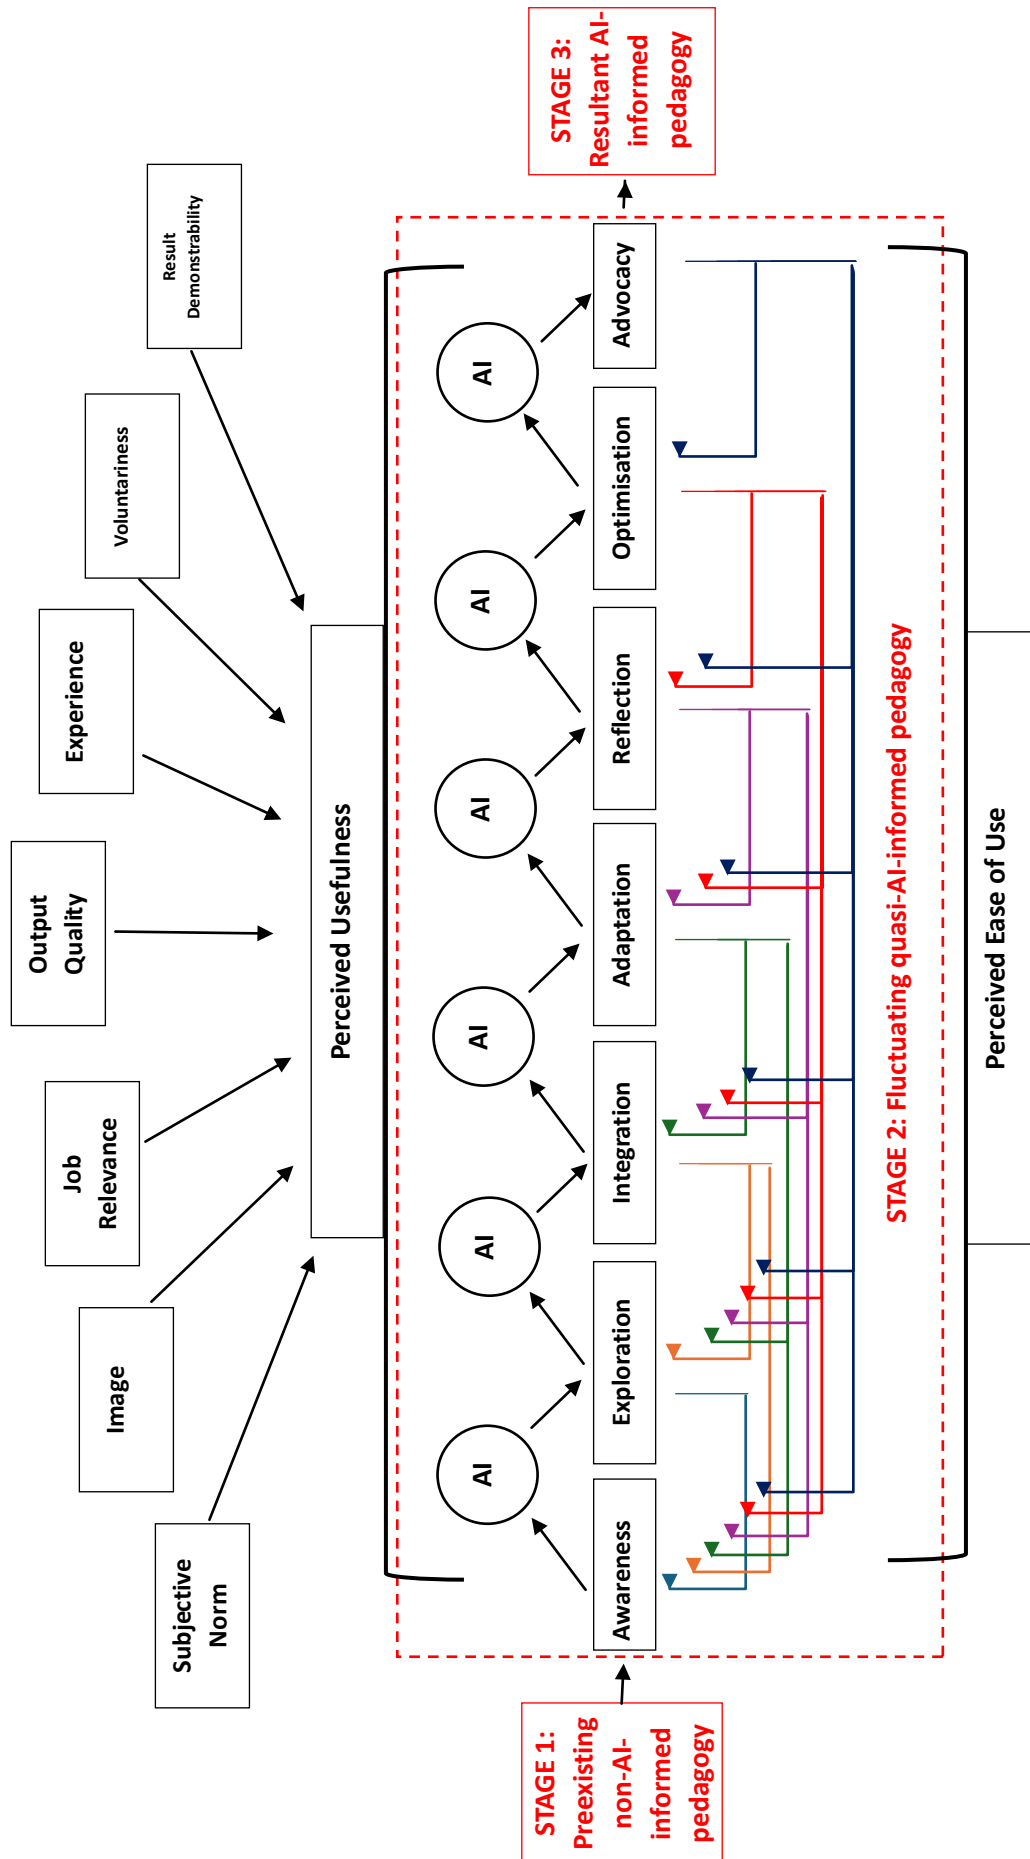 Subjective
Norm
Image
Job
Relevance
Output
Quality
Experience
Voluntariness
Result
Demonstrability
Perceived Usefulness
AI
AI
AI
AI
AI
AI
STAGE 1:
Preexisting
non-AI-
informed
pedagogy
Awareness
Exploration
Integration
Adaptation
Reflection
Optimisation
Advocacy
STAGE 3:
Resultant AI-
informed
pedagogy
STAGE 2: Fluctuating quasi-AI-informed pedagogy
Perceived Ease of Use